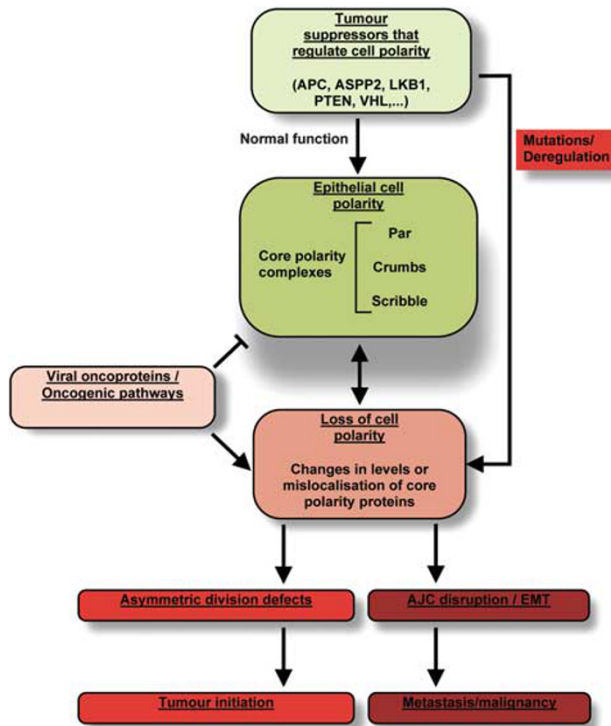 Tumour
suppressors that
regulate cell polarity
(APC, ASPP2, LKB1,
PTEN, VHL,...)
Normal function
Mutations/
Deregulation
Epithelial cell
polarity
Core polarity
complexes
Par
Crumbs
Scribble
Viral oncoproteins /
Oncogenic pathways
Loss of cell
polarity
Changes in levels or
mislocalisation of core
polarity proteins
Asymmetric division defects
AJC disruption / EMT
Tumour initiation
Metastasis/malignancy